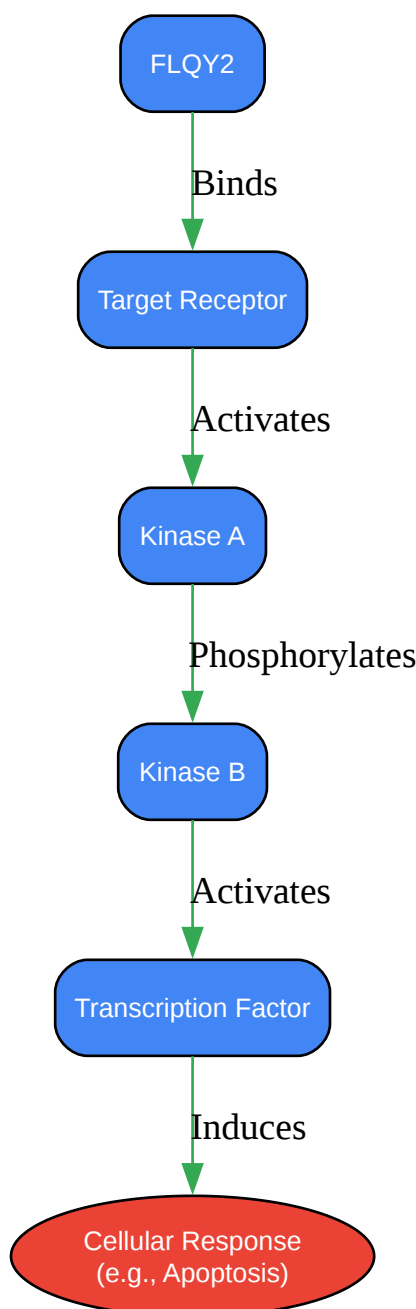 FLQY2
Binds
Target Receptor
Activates
Kinase A
Phosphorylates
Kinase B
Activates
Transcription Factor
Induces
Cellular Response
(e.g., Apoptosis)